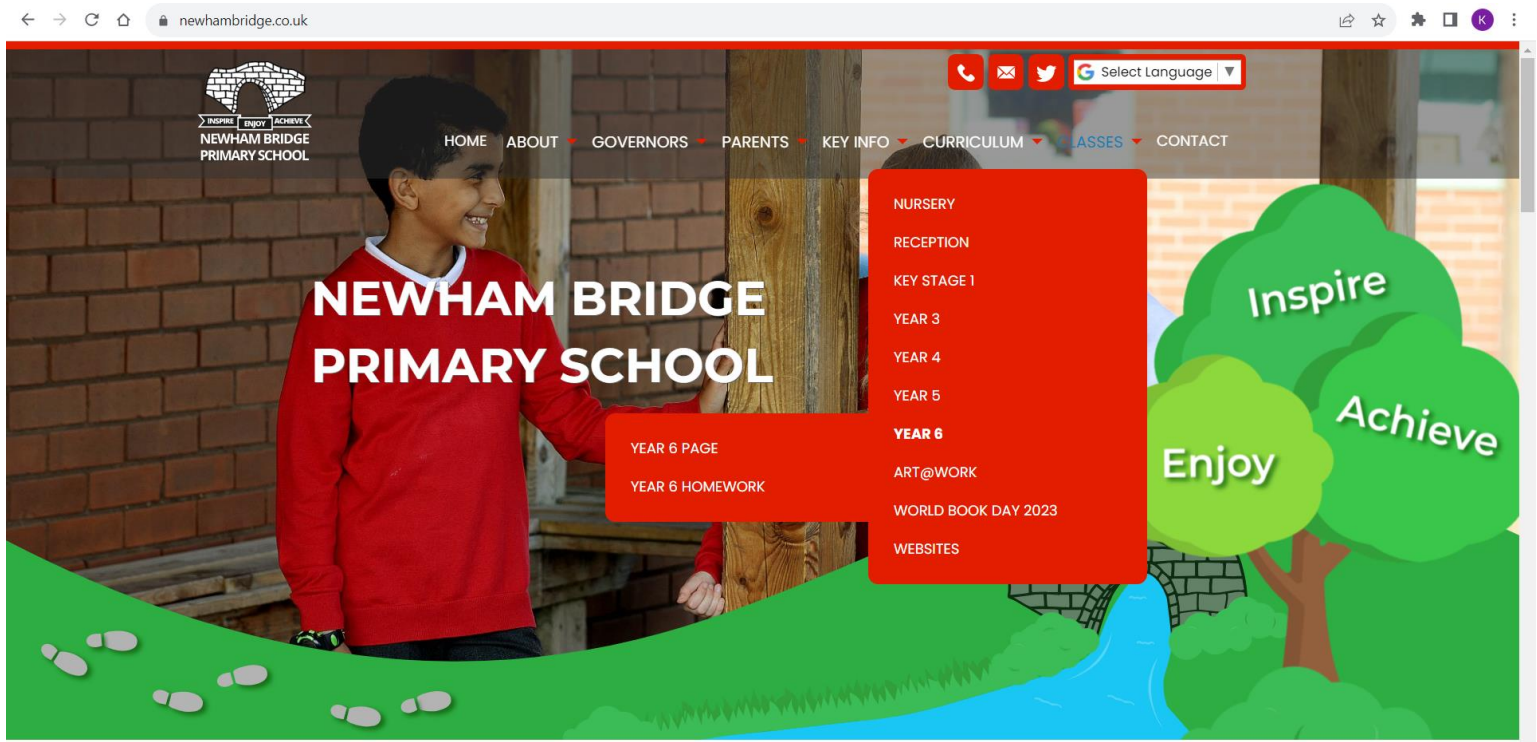 newhambridge.co.uk
K
INSPIRE ENJOY ACHIEVE
NEWHAM BRIDGE
PRIMARY SCHOOL
G Select Language ▼
HOME ABOUT GOVERNORS PARENTS KEY INFO CURRICULUM CLASSES CONTACT
NEWHAM BRIDGE
PRIMARY SCHOOL
NURSERY
RECEPTION
KEY STAGE 1
YEAR 3
YEAR 4
YEAR 5
YEAR 6
ART@WORK
WORLD BOOK DAY 2023
WEBSITES
YEAR 6 PAGE
YEAR 6 HOMEWORK
Inspire
Achieve
Enjoy